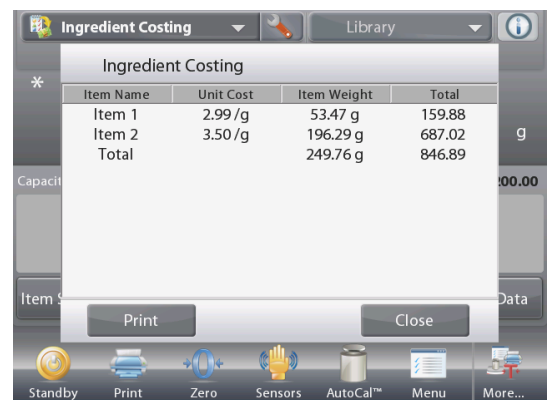 Ingredient Costing Library
Ingredient Costing
*
Item Name Unit Cost Item Weight Total
Item 1 2.99 /g 53.47 g 159.88
Item 2 3.50 /g 196.29 g 687.02
Total 249.76 g 846.89
g
Capacit 200.00
Item S Data
Print Close
Standby Print Zero Sensors AutoCal™ Menu More...